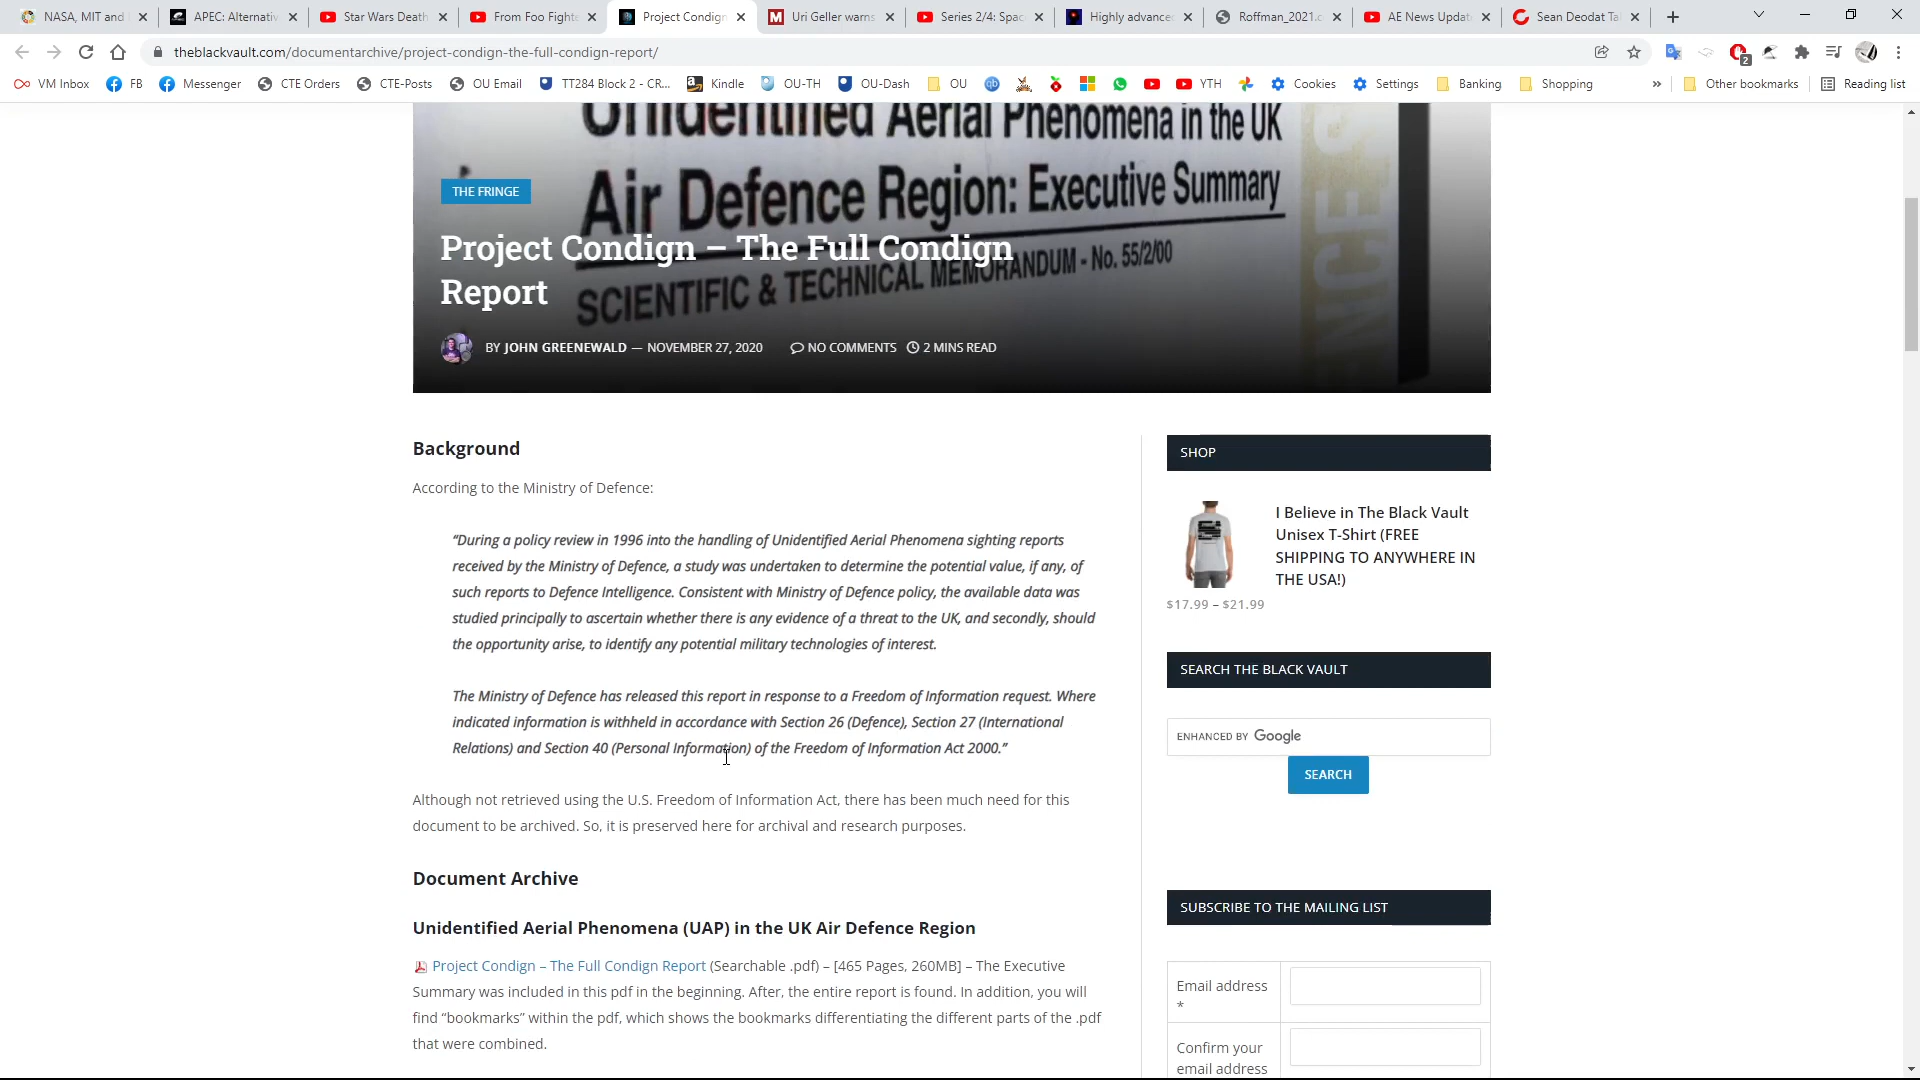 NASA, MIT and
APEC: Alternativ
Star Wars Death
From Foo Fighte
Project Condign
Uri Geller warns
Series 2/4: Spac
Highly advance
Roffman_2021.c
AE News Updat
Sean Deodat Ta
theblackvault.com/documentarchive/project-condign-the-full-condign-report/
2
VM Inbox
FB
Messenger
CTE Orders
CTE-Posts
OU Email
TT284 Block 2 - CR...
Kindle
OU-TH
OU-Dash
OU
YTH
Cookies
Settings
Banking
Shopping
»
Other bookmarks
Reading list
Unidentified Aerial Phenomena in the UK
Air Defence Region: Executive Summary
SCIENTIFIC & TECHNICAL MEMORANDUM - No. 55/2/00
THE FRINGE
Project Condign – The Full Condign
Report
BY JOHN GREENEWALD — NOVEMBER 27, 2020 NO COMMENTS 2 MINS READ
Background
According to the Ministry of Defence:
“During a policy review in 1996 into the handling of Unidentified Aerial Phenomena sighting reports
received by the Ministry of Defence, a study was undertaken to determine the potential value, if any, of
such reports to Defence Intelligence. Consistent with Ministry of Defence policy, the available data was
studied principally to ascertain whether there is any evidence of a threat to the UK, and secondly, should
the opportunity arise, to identify any potential military technologies of interest.
The Ministry of Defence has released this report in response to a Freedom of Information request. Where
indicated information is withheld in accordance with Section 26 (Defence), Section 27 (International
Relations) and Section 40 (Personal Information) of the Freedom of Information Act 2000.”
Although not retrieved using the U.S. Freedom of Information Act, there has been much need for this
document to be archived. So, it is preserved here for archival and research purposes.
Document Archive
Unidentified Aerial Phenomena (UAP) in the UK Air Defence Region
Project Condign – The Full Condign Report (Searchable .pdf) – [465 Pages, 260MB] – The Executive
Summary was included in this pdf in the beginning. After, the entire report is found. In addition, you will
find “bookmarks” within the pdf, which shows the bookmarks differentiating the different parts of the .pdf
that were combined.
SHOP
I Believe in The Black Vault
Unisex T-Shirt (FREE
SHIPPING TO ANYWHERE IN
THE USA!)
$17.99 – $21.99
SEARCH THE BLACK VAULT
ENHANCED BY Google
SEARCH
SUBSCRIBE TO THE MAILING LIST
Email address
*
Confirm your
email address